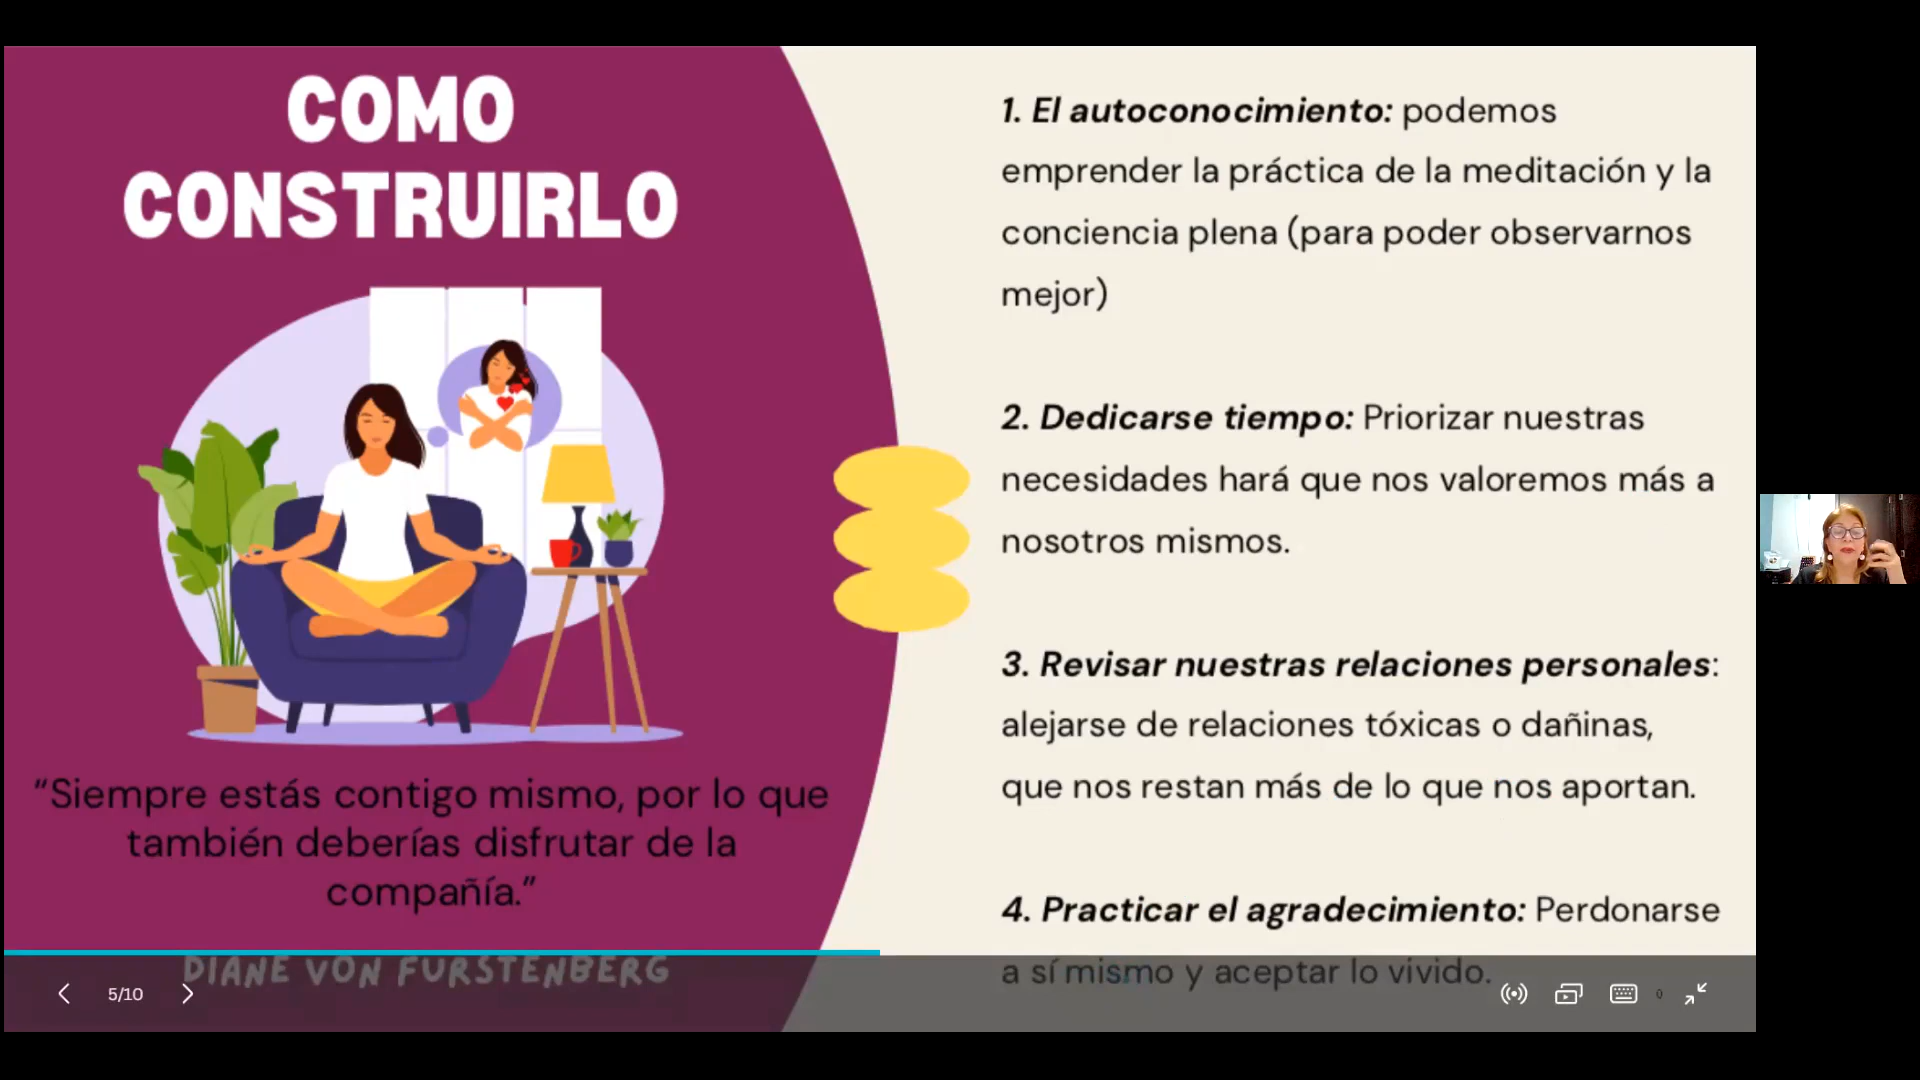 COMO
CONSTRUIRLO
“Siempre estás contigo mismo, por lo que
también deberías disfrutar de la
compañía.”
DIANE VON FURSTENBERG
1. El autoconocimiento: podemos
emprender la práctica de la meditación y la
conciencia plena (para poder observarnos
mejor)
2. Dedicarse tiempo: Priorizar nuestras
necesidades hará que nos valoremos más a
nosotros mismos.
3. Revisar nuestras relaciones personales:
alejarse de relaciones tóxicas o dañinas,
que nos restan más de lo que nos aportan.
4. Practicar el agradecimiento: Perdonarse
a sí mismo y aceptar lo vivido.
5/10
0